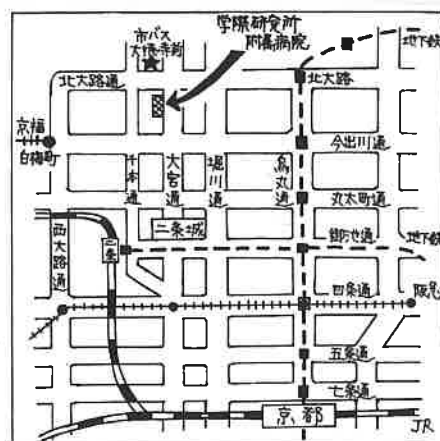 学際研究所
附属病院
市バス
大徳寺前
地下鉄
北大路通
北大路
京福
白梅町
今出川通
千本通
大宮通
堀川通
烏丸通
丸太町通
二条城
西大路通
二条
御池通
地下鉄
四条通
阪急
五条通
七条通
京都
JR